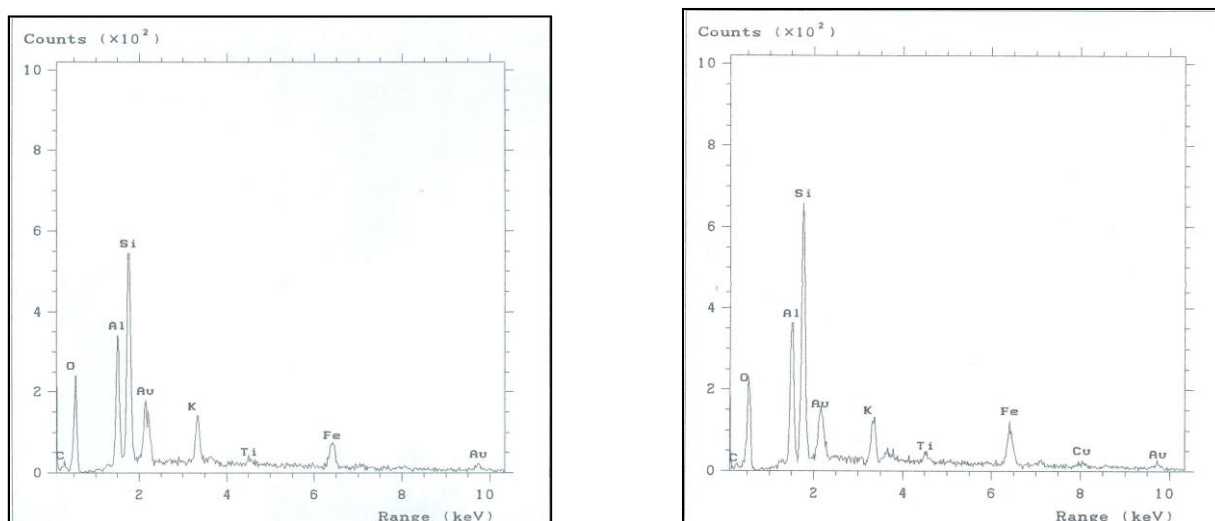 Counts (×10²)
10
8
6
4
2
0
Si
Al
O
Au
K
C
Ti
Fe
Au
2 4 6 8 10
Range (keV)
Counts (×10²)
10
8
6
4
2
0
Si
Al
O
Au
K
C
Ti
Fe
Cu
Au
2 4 6 8 10
Range (keV)